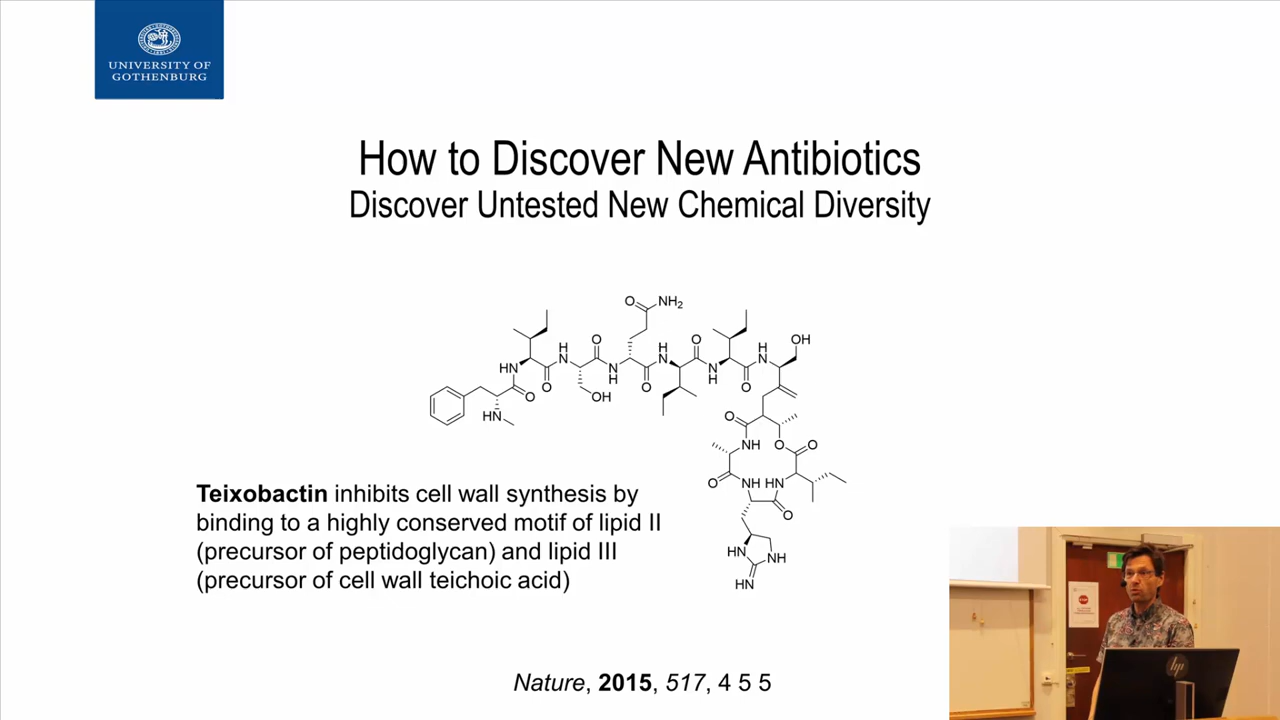 UNIVERSITY OF
GOTHENBURG
How to Discover New Antibiotics
Discover Untested New Chemical Diversity
O
NH2
OH
H
N
O
H
N
O
H
N
HN
O
N
H
O
N
H
O
O
OH
HN
O
NH
O
O
O
NH
HN
O
HN
NH
HN
Teixobactin inhibits cell wall synthesis by
binding to a highly conserved motif of lipid II
(precursor of peptidoglycan) and lipid III
(precursor of cell wall teichoic acid)
Nature, 2015, 517, 4 5 5
STOP
hp